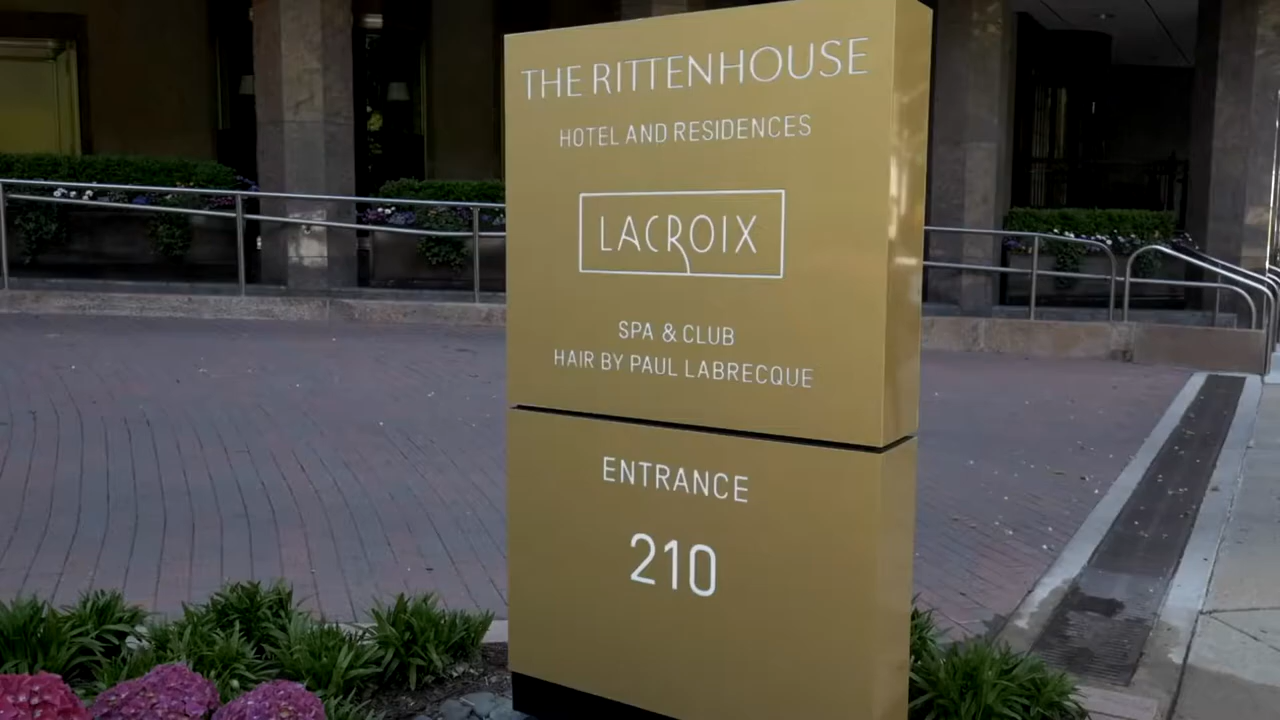 THE RITTENHOUSE
HOTEL AND RESIDENCES
LACROIX
SPA & CLUB
HAIR BY PAUL LABRECQUE
ENTRANCE
210